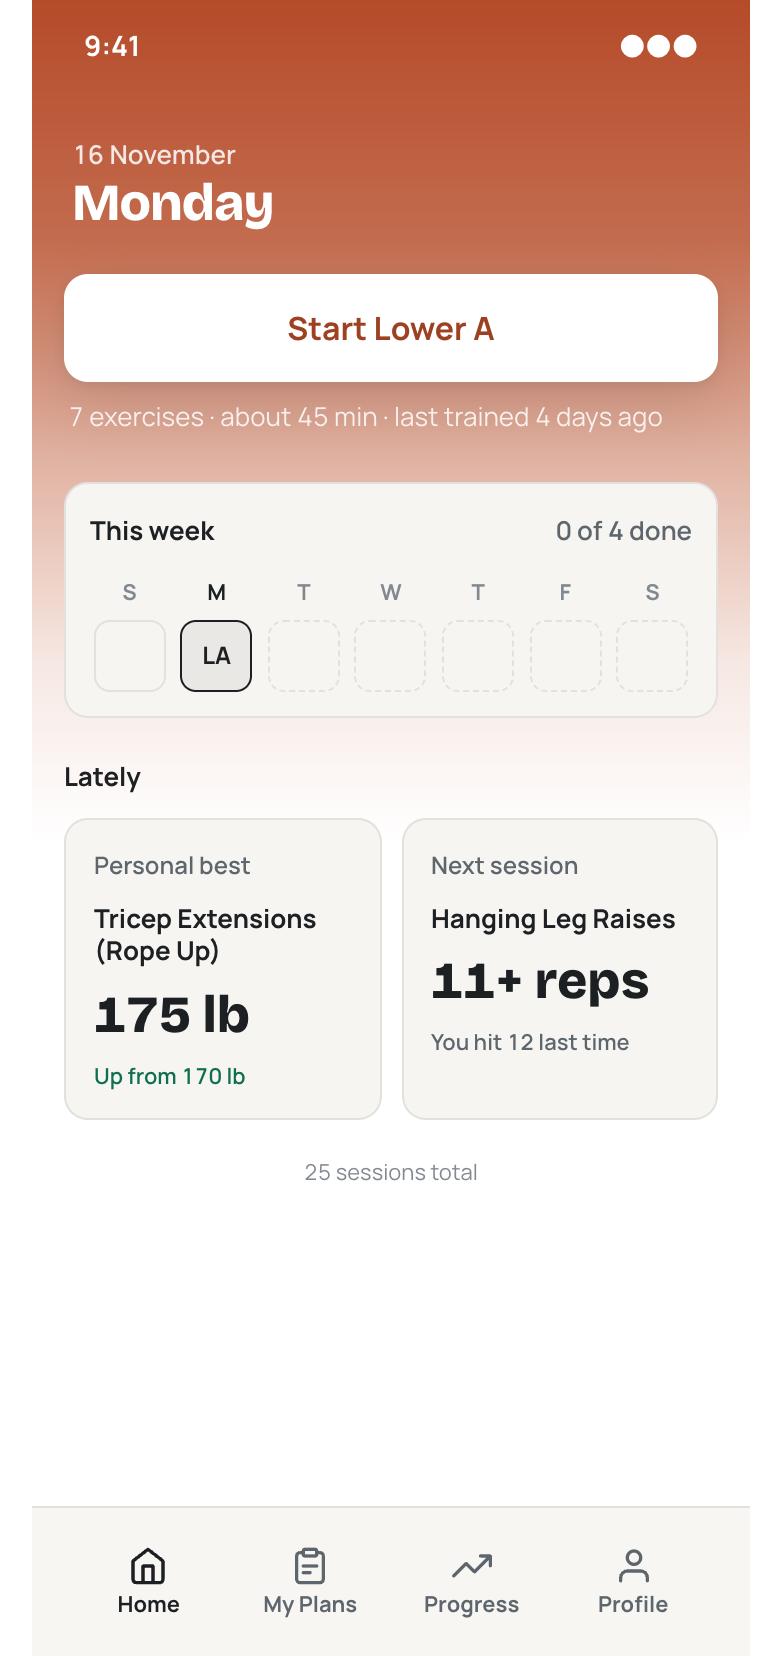 9:41
16 November
Monday
Start Lower A
7 exercises · about 45 min · last trained 4 days ago
This week
0 of 4 done
S M T W T F S
LA
Lately
Personal best
Tricep Extensions
(Rope Up)
175 lb
Up from 170 lb
Next session
Hanging Leg Raises
11+ reps
You hit 12 last time
25 sessions total
Home
My Plans
Progress
Profile